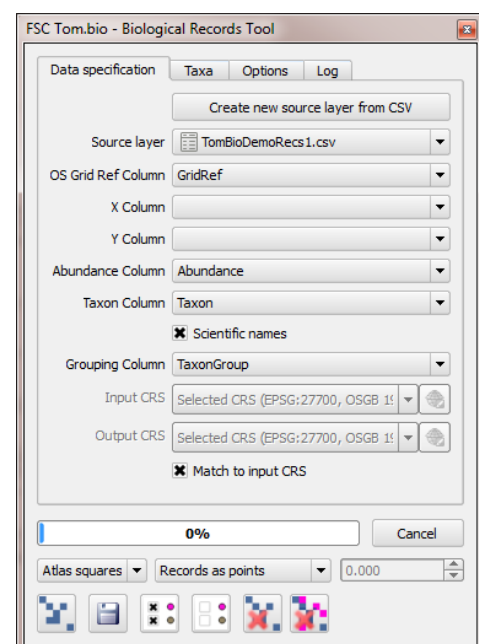 FSC Tom.bio - Biological Records Tool
Data specification Taxa Options Log
Create new source layer from CSV
Source layer TomBioDemoRecs1.csv
OS Grid Ref Column GridRef
X Column
Y Column
Abundance Column Abundance
Taxon Column Taxon
Scientific names
Grouping Column TaxonGroup
Input CRS Selected CRS (EPSG:27700, OSGB 19
Output CRS Selected CRS (EPSG:27700, OSGB 19
Match to input CRS
0% Cancel
Atlas squares Records as points 0.000